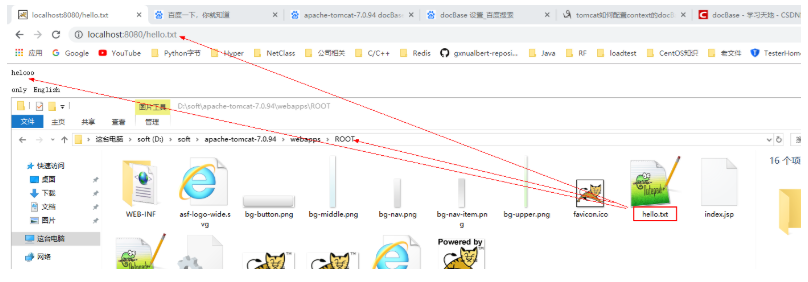 localhost:8080/hello.txt
百度一下，你就知道
apache-tomcat-7.0.94 docBase
docBase 设置_百度搜索
tomcat如何配置context的docB
docBase - 学习天地 - CSDN
localhost:8080/hello.txt
应用 Google YouTube Python字节 Hyper NetClass 公司相关 C/C++ Redis gxnualbert-reposi... Java RF loadtest CentOS知识 老文件 TesterHome
helooo
only English
图片工具 D:\soft\apache-tomcat-7.0.94\webapps\ROOT
文件 主页 共享 查看 管理
这台电脑 › soft (D:) › soft › apache-tomcat-7.0.94 › webapps › ROOT
快速访问
桌面
下载
文档
图片
这台电脑
网络
WEB-INF
asf-logo-wide.svg
bg-button.png
bg-middle.png
bg-nav.png
bg-nav-item.png
bg-upper.png
favicon.ico
hello.txt
index.jsp
16 个项
Powered by